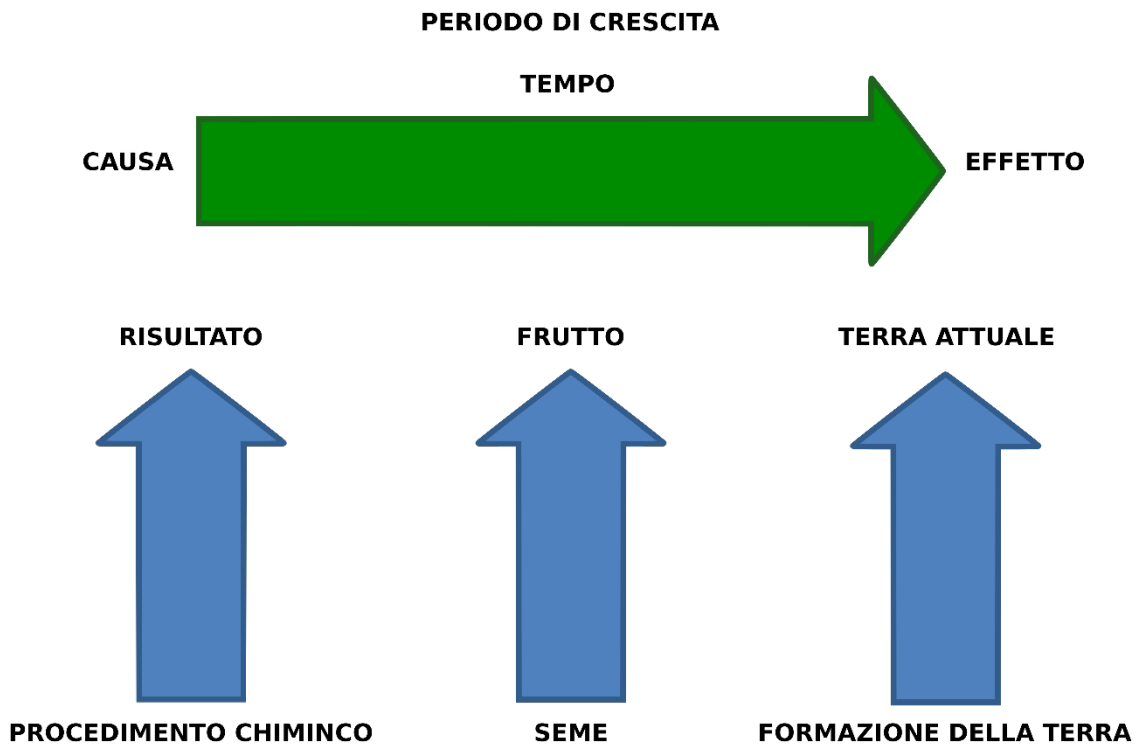 PERIODO DI CRESCITA
TEMPO
CAUSA
EFFETTO
RISULTATO
FRUTTO
TERRA ATTUALE
PROCEDIMENTO CHIMINCO
SEME
FORMAZIONE DELLA TERRA